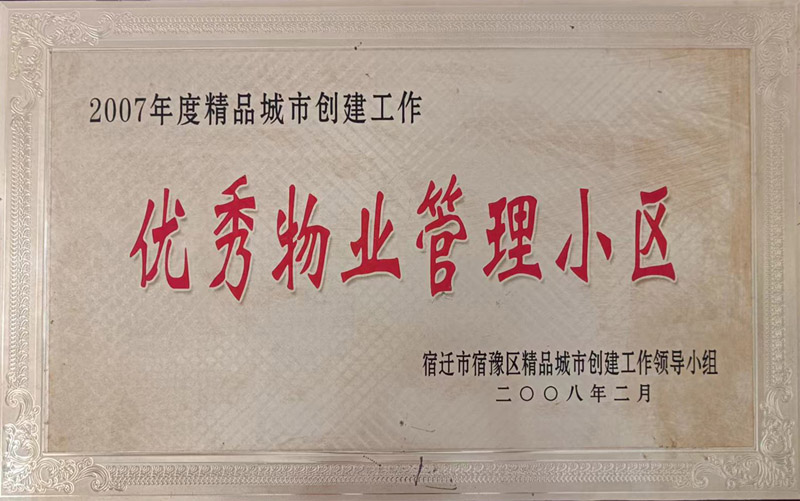 2007年度精品城市创建工作
优秀物业管理小区
宿迁市宿豫区精品城市创建工作领导小组
二〇〇八年二月